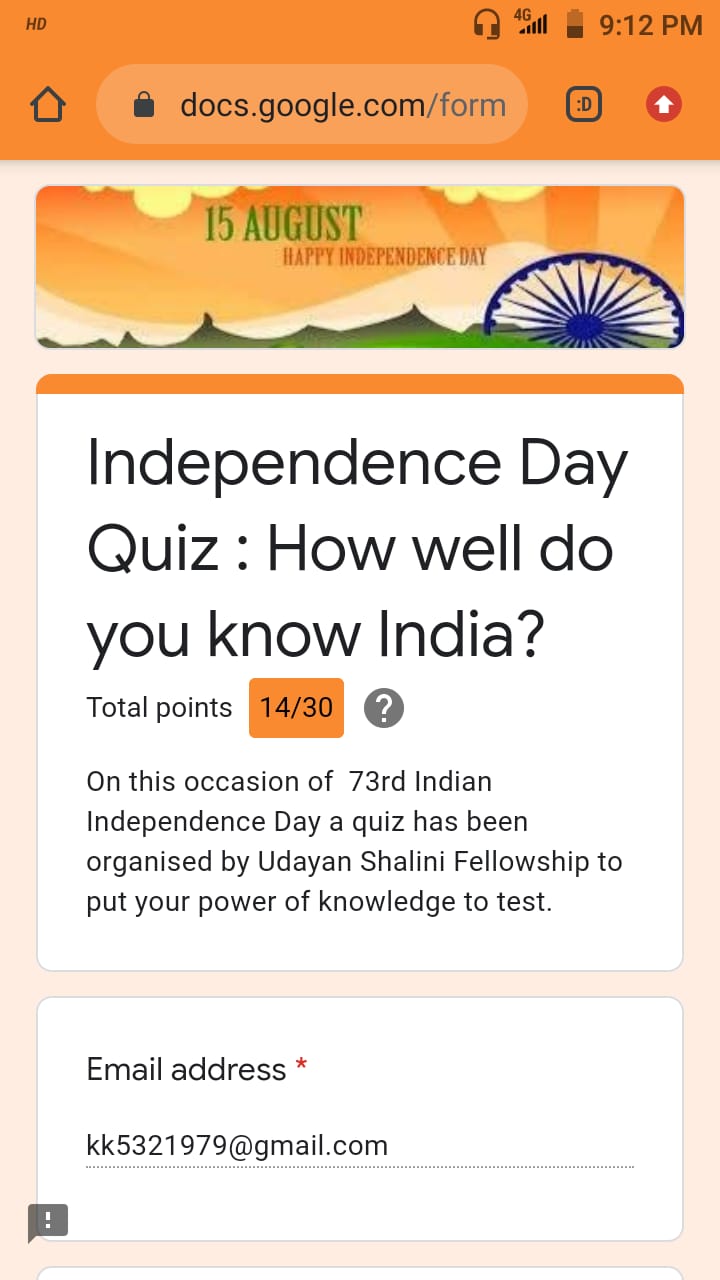 HD 4G 9:12 PM
docs.google.com/form :D
15 AUGUST
HAPPY INDEPENDENCE DAY
Independence Day
Quiz : How well do
you know India?
Total points 14/30 ?
On this occasion of  73rd Indian
Independence Day a quiz has been
organised by Udayan Shalini Fellowship to
put your power of knowledge to test.
Email address *
kk5321979@gmail.com
!